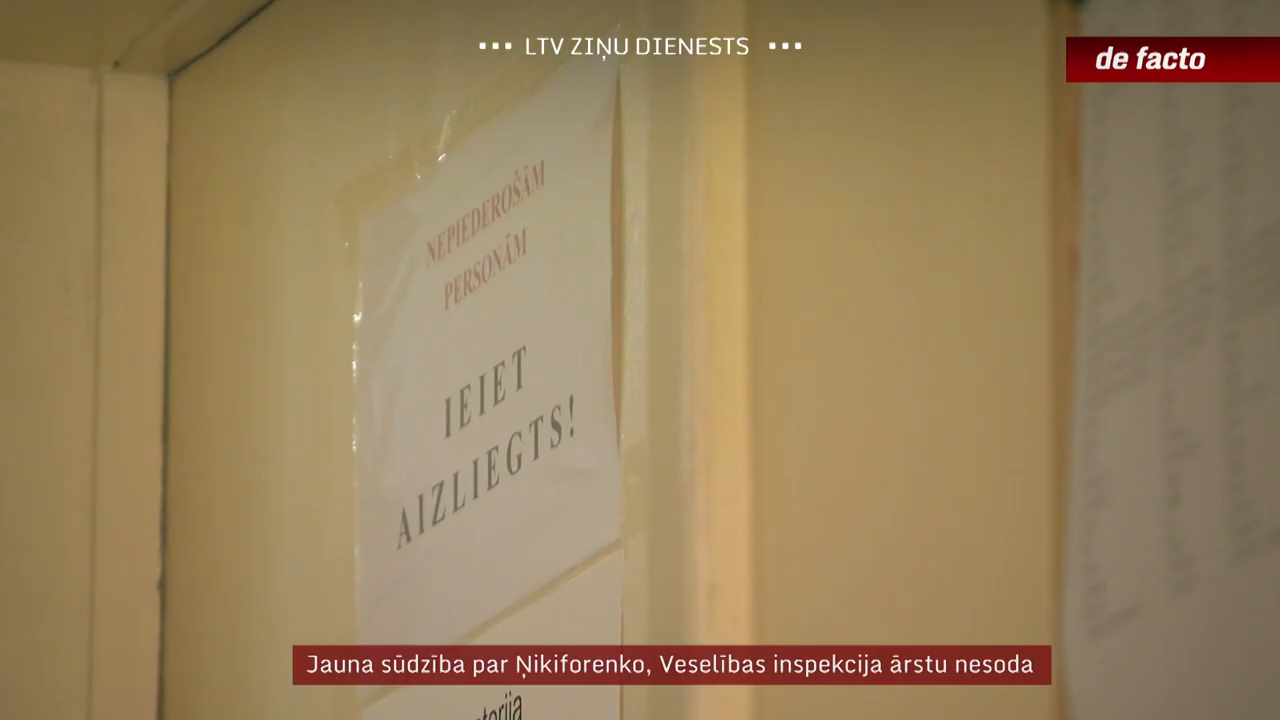 LTV ZIŅU DIENESTS
de facto
NEPIEDEROŠĀM
PERSONĀM
IEIET
AIZLIEGTS!
Jauna sūdzība par Ņikiforenko, Veselības inspekcija ārstu nesoda